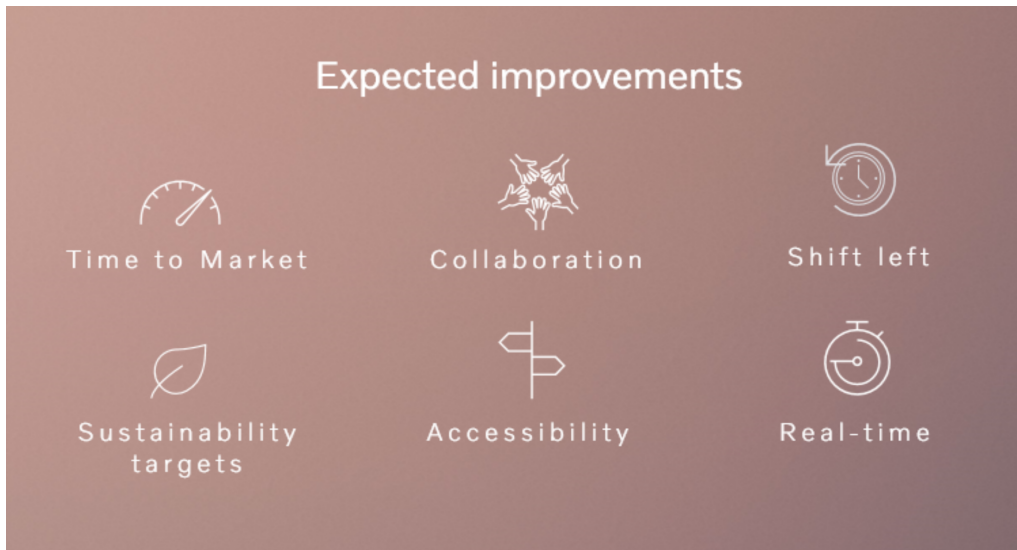 Expected improvements
Time to Market
Collaboration
Shift left
Sustainability
targets
Accessibility
Real-time